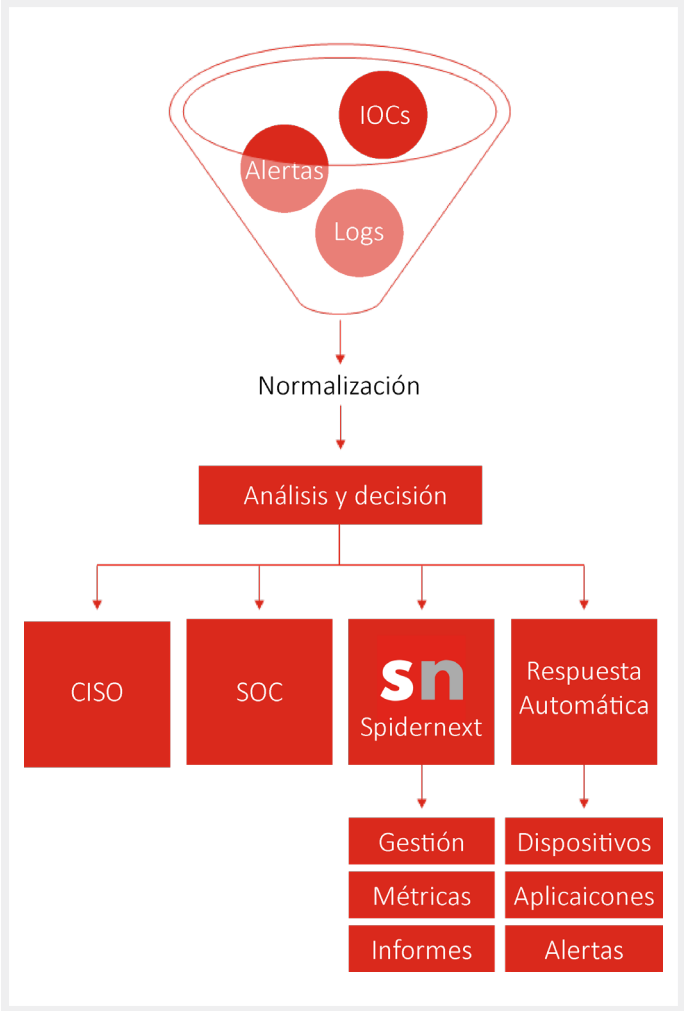 IOCs
Alertas
Logs
Normalización
Análisis y decisión
CISO
SOC
sn
Spidernext
Respuesta
Automática
Gestión
Métricas
Informes
Dispositivos
Aplicaicones
Alertas